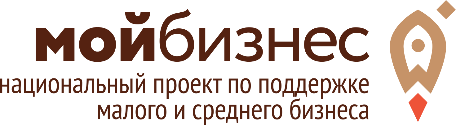 мойбизнес
национальный проект по поддержке
малого и среднего бизнеса